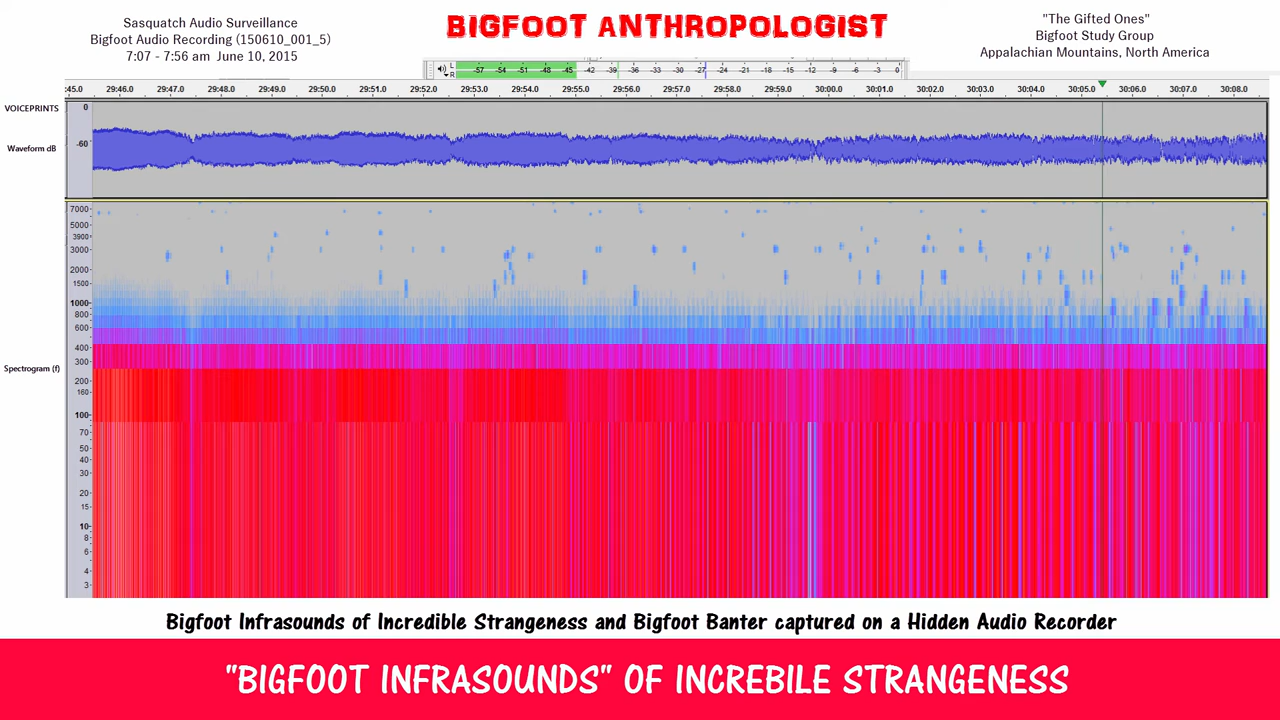 Sasquatch Audio Surveillance
Bigfoot Audio Recording (150610_001_5)
7:07 - 7:56 am  June 10, 2015
BIGFOOT ANTHROPOLOGIST
"The Gifted Ones"
Bigfoot Study Group
Appalachian Mountains, North America
L
R
-57 -54 -51 -48 -45 -42 -39 -36 -33 -30 -27 -24 -21 -18 -15 -12 -9 -6 -3 0
:45.0 29:46.0 29:47.0 29:48.0 29:49.0 29:50.0 29:51.0 29:52.0 29:53.0 29:54.0 29:55.0 29:56.0 29:57.0 29:58.0 29:59.0 30:00.0 30:01.0 30:02.0 30:03.0 30:04.0 30:05.0 30:06.0 30:07.0 30:08.0
VOICEPRINTS
0
Waveform dB
-60
7000
5000
3900
3000
2000
1500
1000
800
600
400
300
Spectrogram (f)
200
160
100
70
50
40
30
20
15
10
8
6
4
3
Bigfoot Infrasounds of Incredible Strangeness and Bigfoot Banter captured on a Hidden Audio Recorder
"BIGFOOT INFRASOUNDS" OF INCREBILE STRANGENESS